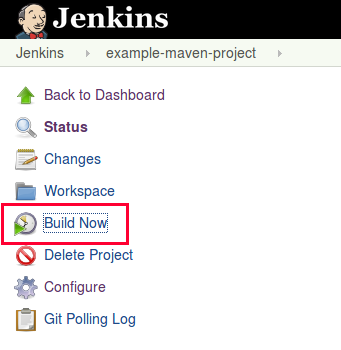 Jenkins
Jenkins example-maven-project
Back to Dashboard
Status
Changes
Workspace
Build Now
Delete Project
Configure
Git Polling Log